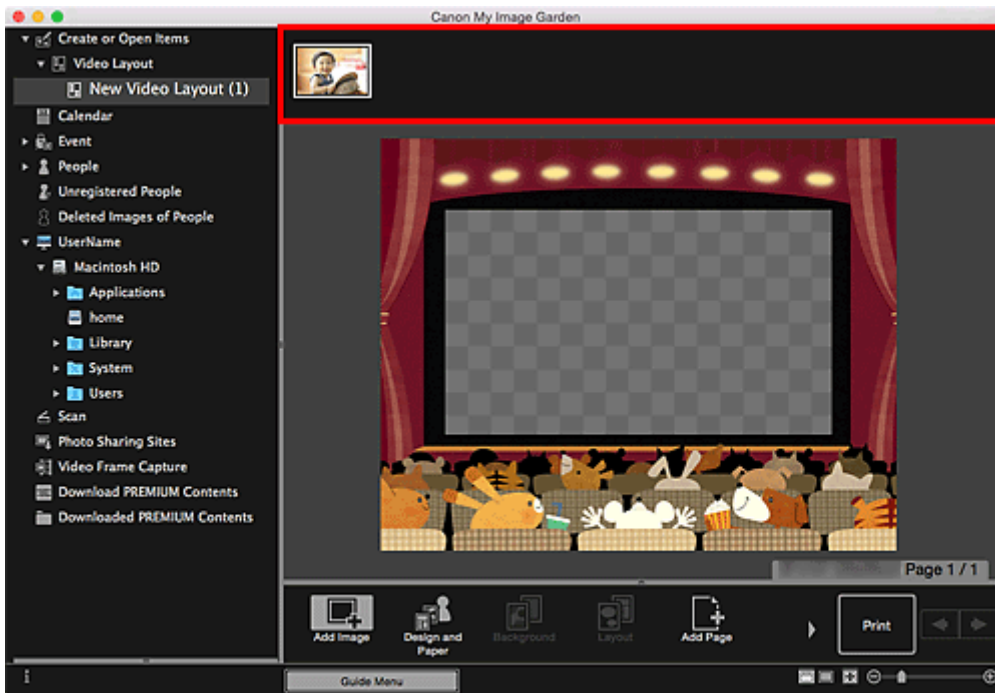 Canon My Image Garden
Create or Open Items
Video Layout
New Video Layout (1)
Calendar
Event
People
Unregistered People
Deleted Images of People
UserName
Macintosh HD
Applications
home
Library
System
Users
Scan
Photo Sharing Sites
Video Frame Capture
Download PREMIUM Contents
Downloaded PREMIUM Contents
Page 1 / 1
Add Image
Design and
Paper
Background
Layout
Add Page
Print
Guide Menu